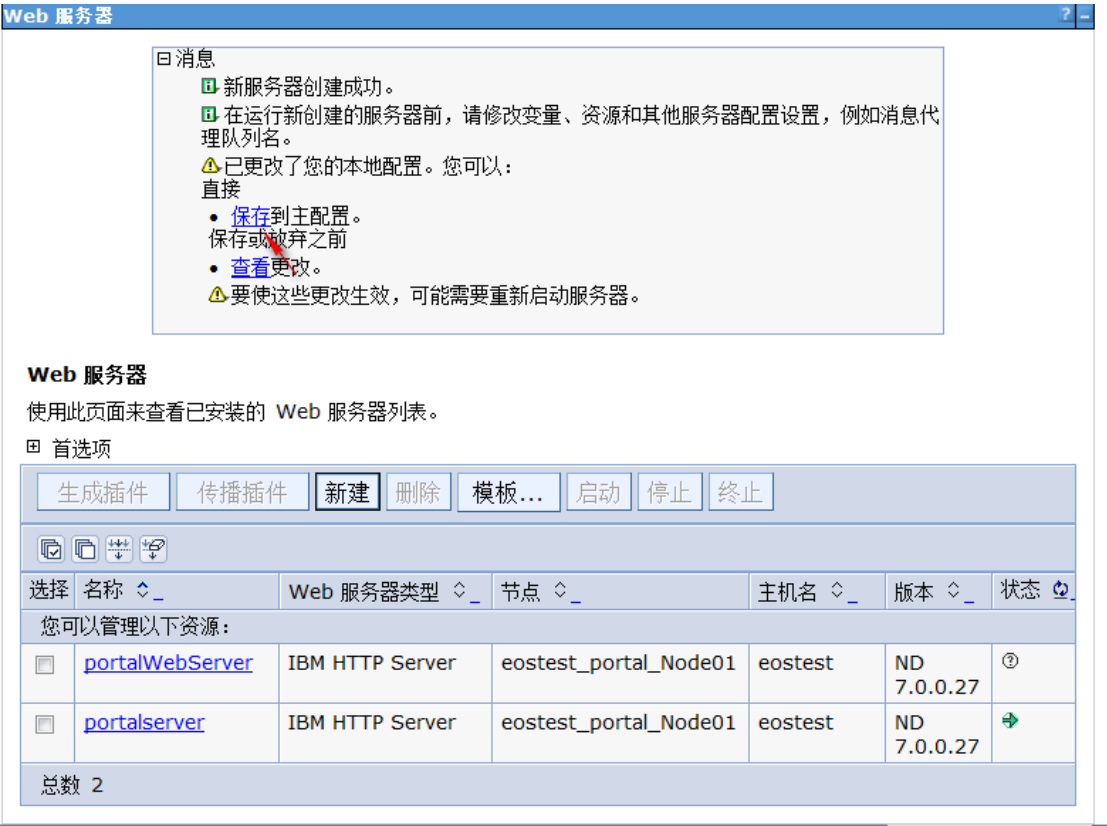 Web 服务器
? -
消息
新服务器创建成功。
在运行新创建的服务器前，请修改变量、资源和其他服务器配置设置，例如消息代
理队列名。
已更改了您的本地配置。您可以：
直接
• 保存到主配置。
保存或放弃之前
• 查看更改。
要使这些更改生效，可能需要重新启动服务器。
Web 服务器
使用此页面来查看已安装的 Web 服务器列表。
首选项
生成插件 传播插件 新建 删除 模板... 启动 停止 终止
选择 名称 Web 服务器类型 节点 主机名 版本 状态
您可以管理以下资源：
portalWebServer IBM HTTP Server eostest_portal_Node01 eostest ND
7.0.0.27
portalserver IBM HTTP Server eostest_portal_Node01 eostest ND
7.0.0.27
总数 2